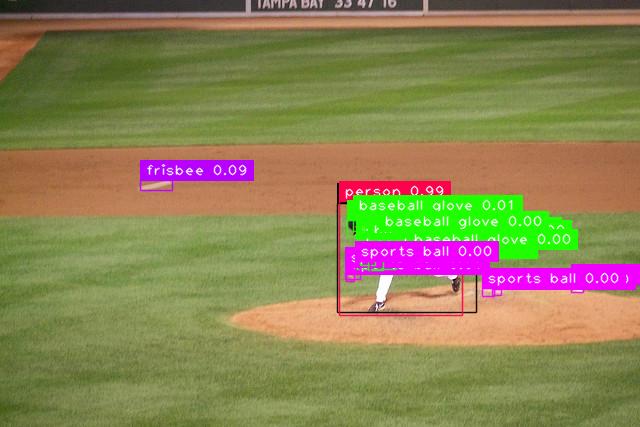 TAMPA BAY 33 47 16
frisbee 0.09
person 0.99
baseball glove 0.01
baseball glove 0.00
baseball glove 0.00
sports ball 0.00
sports ball 0.00